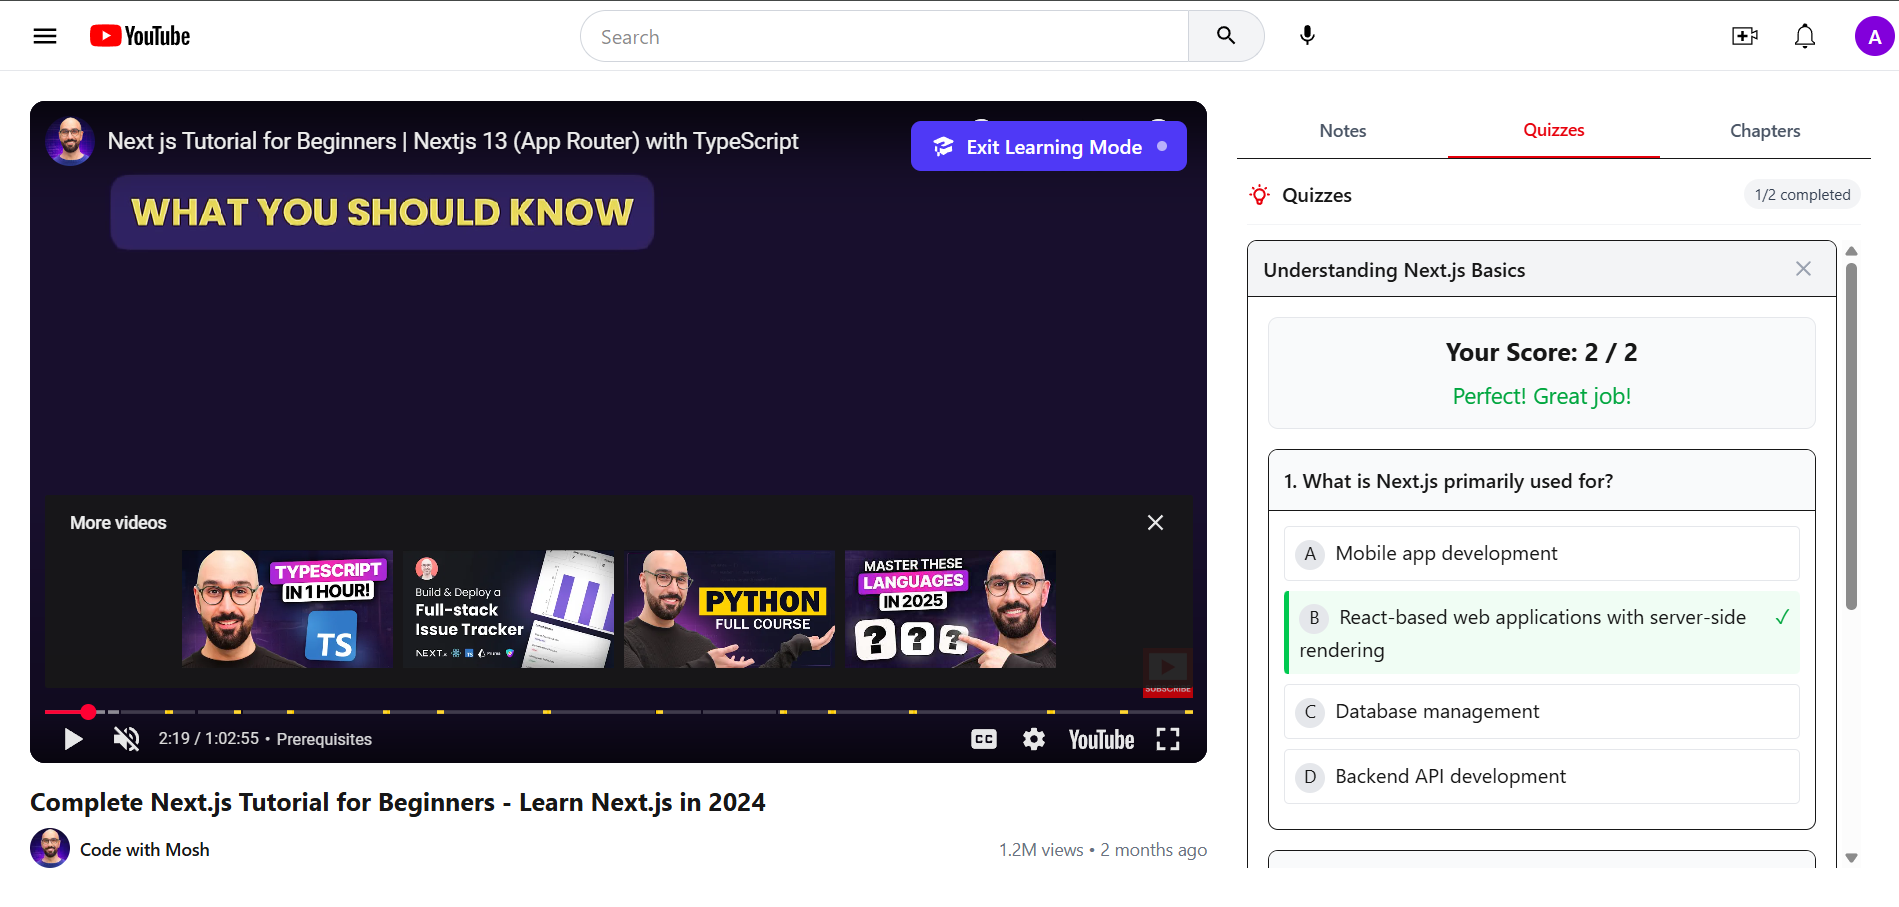 YouTube
Search
A
Next js Tutorial for Beginners | Nextjs 13 (App Router) with TypeScript
Exit Learning Mode
WHAT YOU SHOULD KNOW
More videos
TYPESCRIPT
IN 1 HOUR!
TS
Build & Deploy a
Full-stack
Issue Tracker
NEXT.js
PYTHON
FULL COURSE
MASTER THESE
LANGUAGES
IN 2025
? ? ?
SUBSCRIBE
2:19 / 1:02:55 • Prerequisites
CC
YouTube
Complete Next.js Tutorial for Beginners - Learn Next.js in 2024
Code with Mosh
1.2M views • 2 months ago
Notes
Quizzes
Chapters
Quizzes
1/2 completed
Understanding Next.js Basics
Your Score: 2 / 2
Perfect! Great job!
1. What is Next.js primarily used for?
A Mobile app development
B React-based web applications with server-side
rendering
C Database management
D Backend API development